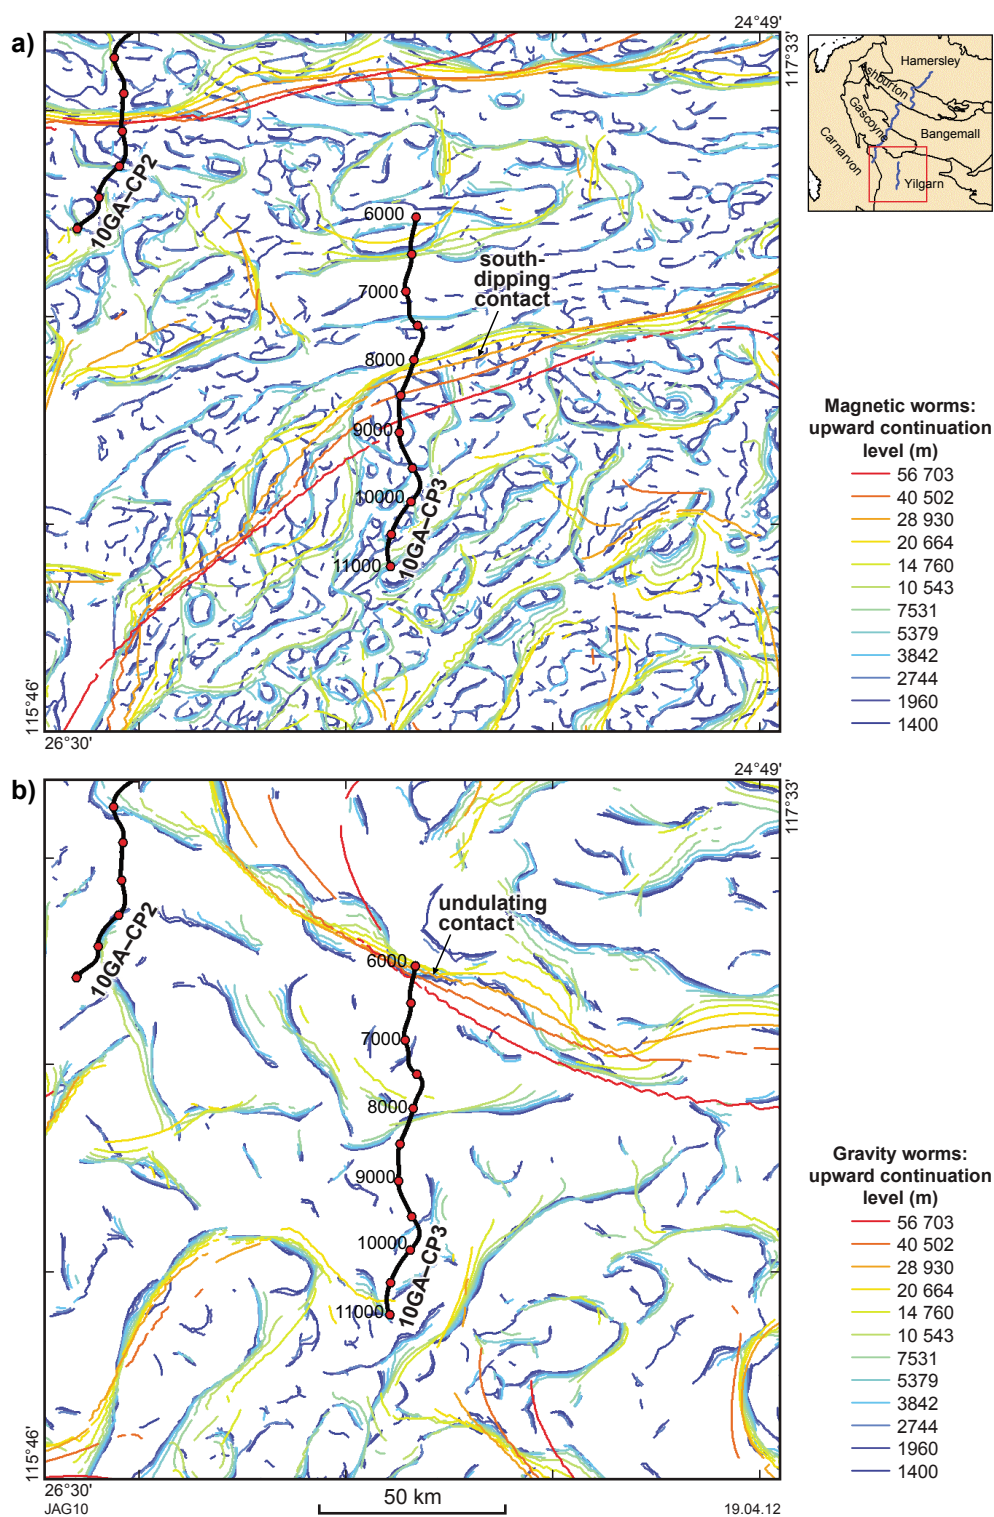 a)
24°49'
117°33'
10GA–CP2
6000
south-
dipping
contact
7000
8000
9000
10000
11000
10GA–CP3
115°46'
26°30'
Hamersley
Ashburton
Gascoyne
Bangemall
Carnarvon
Yilgarn
Magnetic worms:
upward continuation
level (m)
56 703
40 502
28 930
20 664
14 760
10 543
7531
5379
3842
2744
1960
1400
b)
24°49'
117°33'
10GA–CP2
undulating
contact
6000
7000
8000
9000
10000
11000
10GA–CP3
115°46'
26°30'
Gravity worms:
upward continuation
level (m)
56 703
40 502
28 930
20 664
14 760
10 543
7531
5379
3842
2744
1960
1400
JAG10
50 km
19.04.12